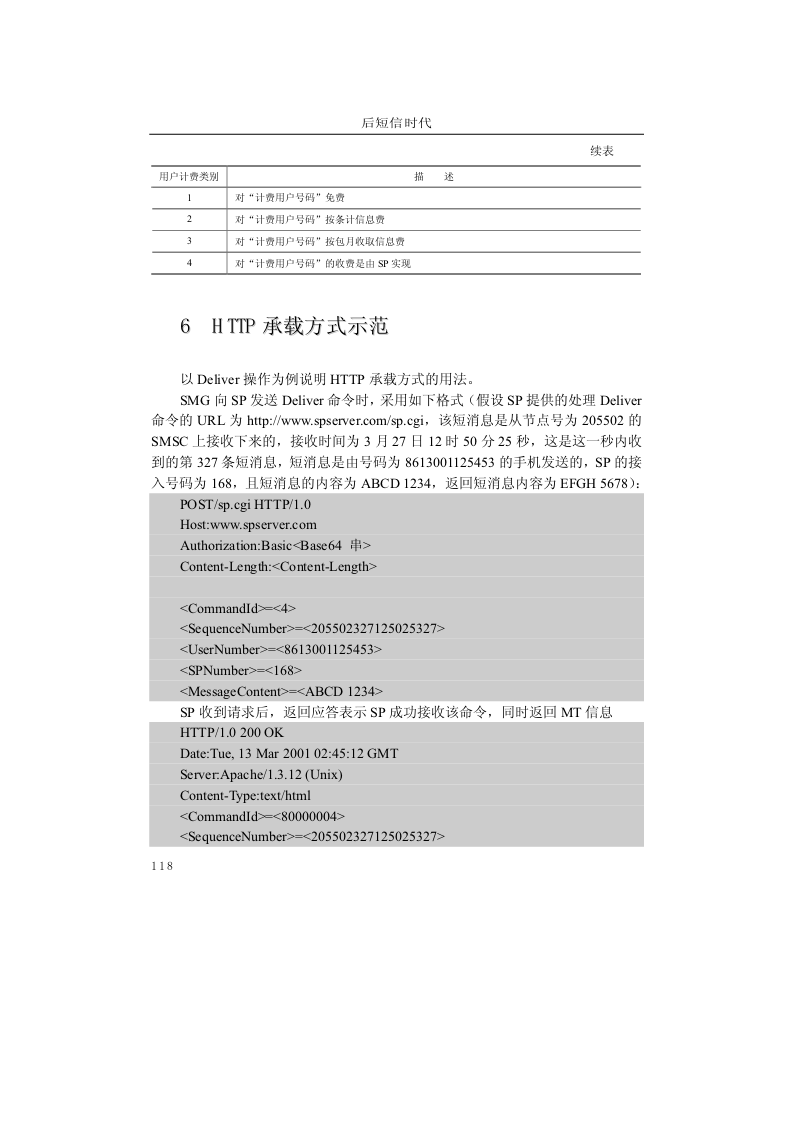 后短信时代
续表
用户计费类别 描 述
1 对“计费用户号码”免费
2 对“计费用户号码”按条计信息费
3 对“计费用户号码”按包月收取信息费
4 对“计费用户号码”的收费是由 SP 实现
6 HTTP 承载方式示范
以 Deliver 操作为例说明 HTTP 承载方式的用法。
SMG 向 SP 发送 Deliver 命令时，采用如下格式（假设 SP 提供的处理 Deliver
命令的 URL 为 http://www.spserver.com/sp.cgi，该短消息是从节点号为 205502 的
SMSC 上接收下来的，接收时间为 3 月 27 日 12 时 50 分 25 秒，这是这一秒内收
到的第 327 条短消息，短消息是由号码为 8613001125453 的手机发送的，SP 的接
入号码为 168，且短消息的内容为 ABCD 1234，返回短消息内容为 EFGH 5678）：
POST/sp.cgi HTTP/1.0
Host:www.spserver.com
Authorization:Basic<Base64 串>
Content-Length:<Content-Length>
<CommandId>=<4>
<SequenceNumber>=<205502327125025327>
<UserNumber>=<8613001125453>
<SPNumber>=<168>
<MessageContent>=<ABCD 1234>
SP 收到请求后，返回应答表示 SP 成功接收该命令，同时返回 MT 信息
HTTP/1.0 200 OK
Date:Tue, 13 Mar 2001 02:45:12 GMT
Server:Apache/1.3.12 (Unix)
Content-Type:text/html
<CommandId>=<80000004>
<SequenceNumber>=<205502327125025327>
118